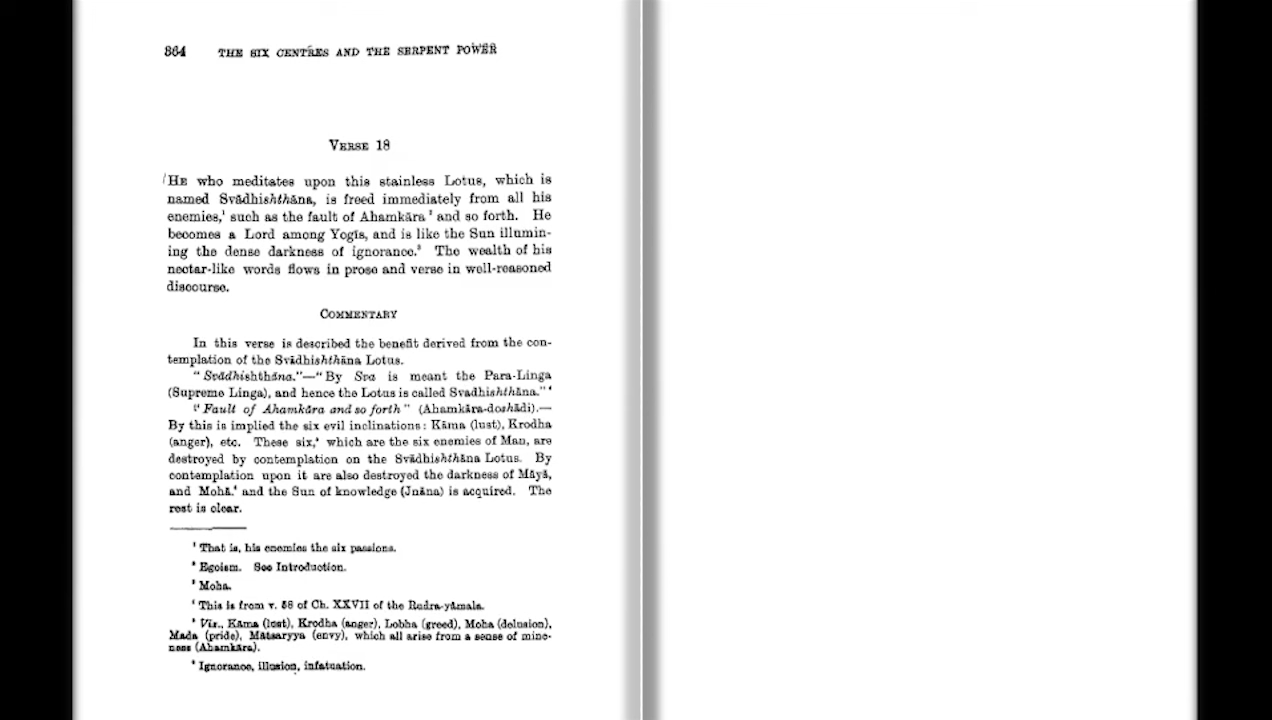 364 THE SIX CENTRES AND THE SERPENT POWER
VERSE 18
HE who meditates upon this stainless Lotus, which is
named Svādhishthāna, is freed immediately from all his
enemies,¹ such as the fault of Ahamkāra ² and so forth. He
becomes a Lord among Yogīs, and is like the Sun illumin-
ing the dense darkness of ignorance.³ The wealth of his
nectar-like words flows in prose and verse in well-reasoned
discourse.
COMMENTARY
In this verse is described the benefit derived from the con-
templation of the Svādhishthāna Lotus.
“ Svādhishthāna.”—“ By Sva is meant the Para-Linga
(Supreme Linga), and hence the Lotus is called Svadhishthāna.” ⁴
“ Fault of Ahamkāra and so forth ” (Ahamkāra-doshādi).—
By this is implied the six evil inclinations: Kāma (lust), Krodha
(anger), etc. These six,⁵ which are the six enemies of Man, are
destroyed by contemplation on the Svādhishthāna Lotus. By
contemplation upon it are also destroyed the darkness of Māyā,
and Mohā.⁶ and the Sun of knowledge (Jnāna) is acquired. The
rest is clear.
¹ That is, his enemies the six passions.
² Egoism. See Introduction.
³ Moha.
⁴ This is from v. 58 of Ch. XXVII of the Rudra-yāmala.
⁵ Viz., Kāma (lust), Krodha (anger), Lobha (greed), Moha (delusion),
Mada (pride), Mātsaryya (envy), which all arise from a sense of mine-
ness (Ahamkāra).
⁶ Ignorance, illusion, infatuation.